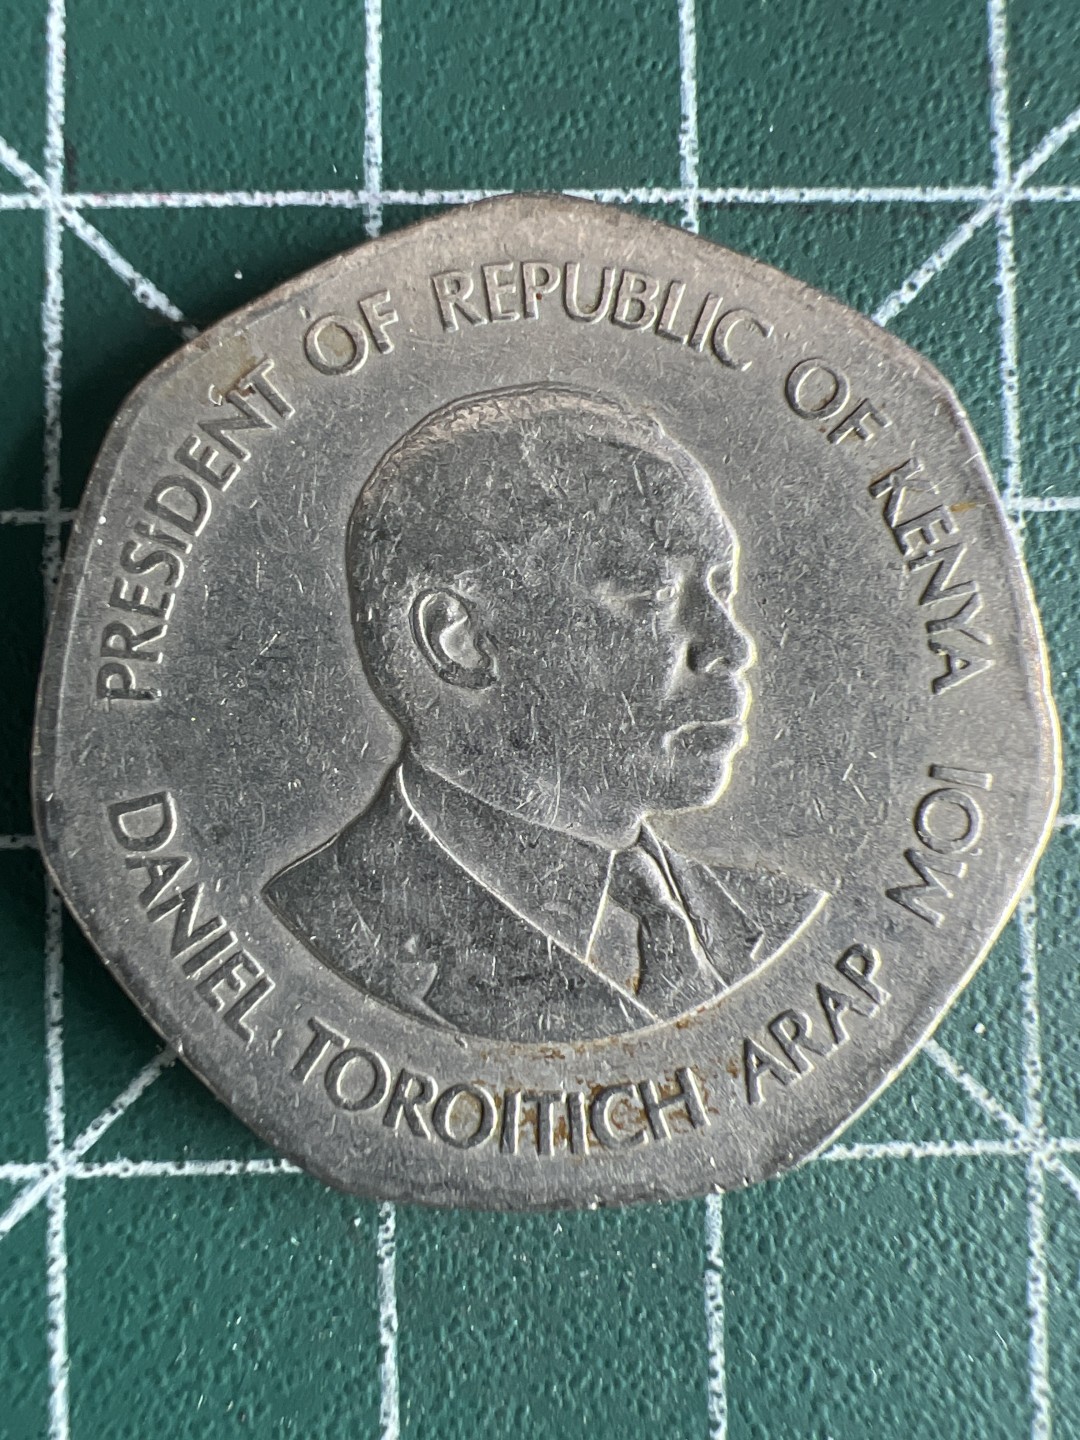 PRESIDENT OF REPUBLIC OF KENYA
DANIEL TOROITICH ARAP MOI